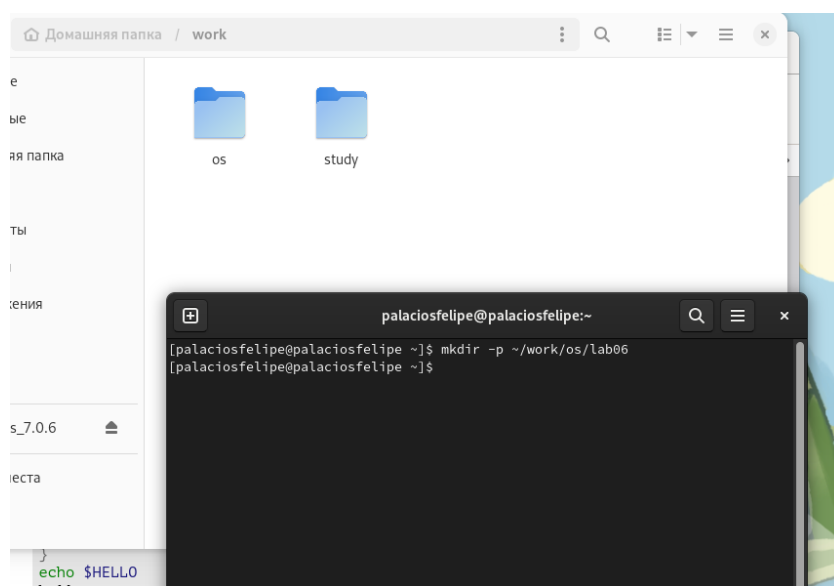 Домашняя папка / work
е
ые
яя папка
ты
кения
s_7.0.6
еста
os
study
palaciosfelipe@palaciosfelipe:~
[palaciosfelipe@palaciosfelipe ~]$ mkdir -p ~/work/os/lab06
[palaciosfelipe@palaciosfelipe ~]$
}
echo $HELLO